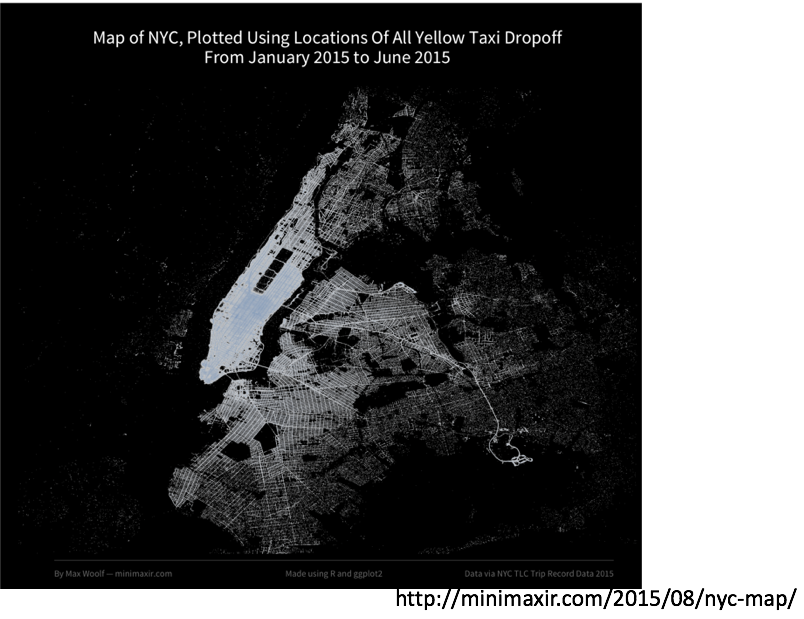 Map of NYC, Plotted Using Locations Of All Yellow Taxi Dropoff
From January 2015 to June 2015
By Max Woolf — minimaxir.com
Made using R and ggplot2
Data via NYC TLC Trip Record Data 2015
http://minimaxir.com/2015/08/nyc-map/